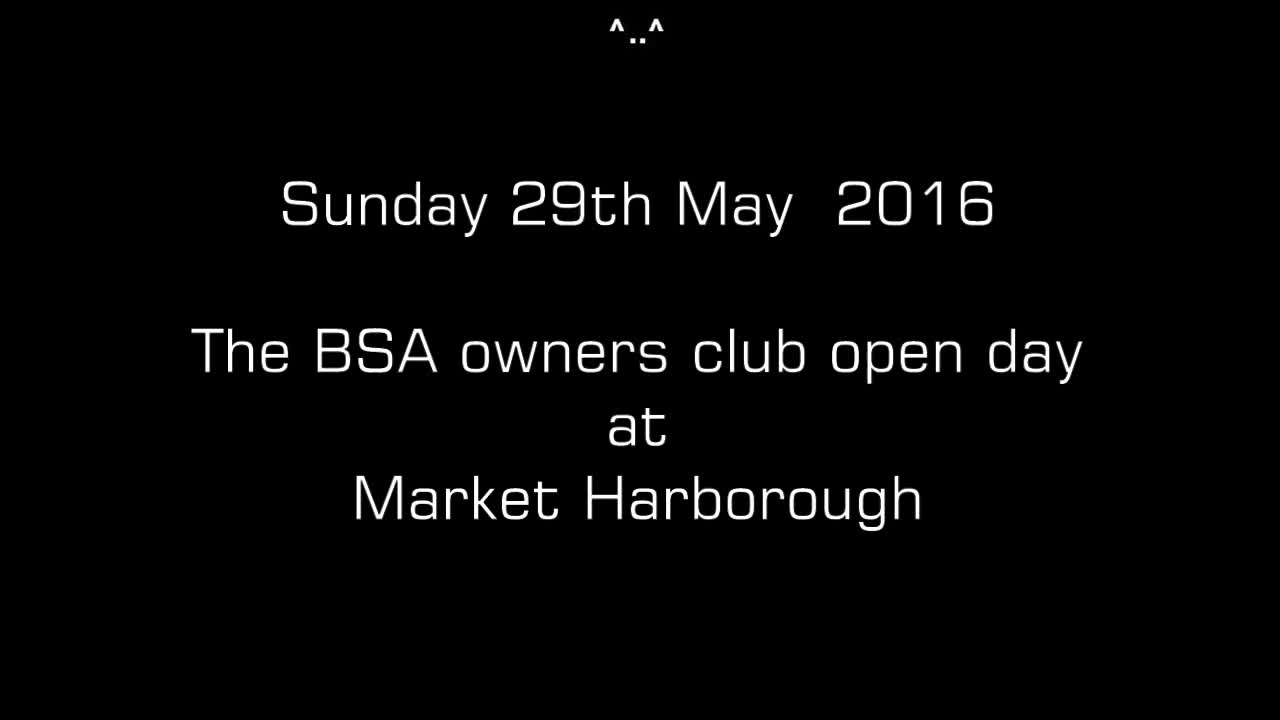 ^..^
Sunday 29th May  2016
The BSA owners club open day
at
Market Harborough